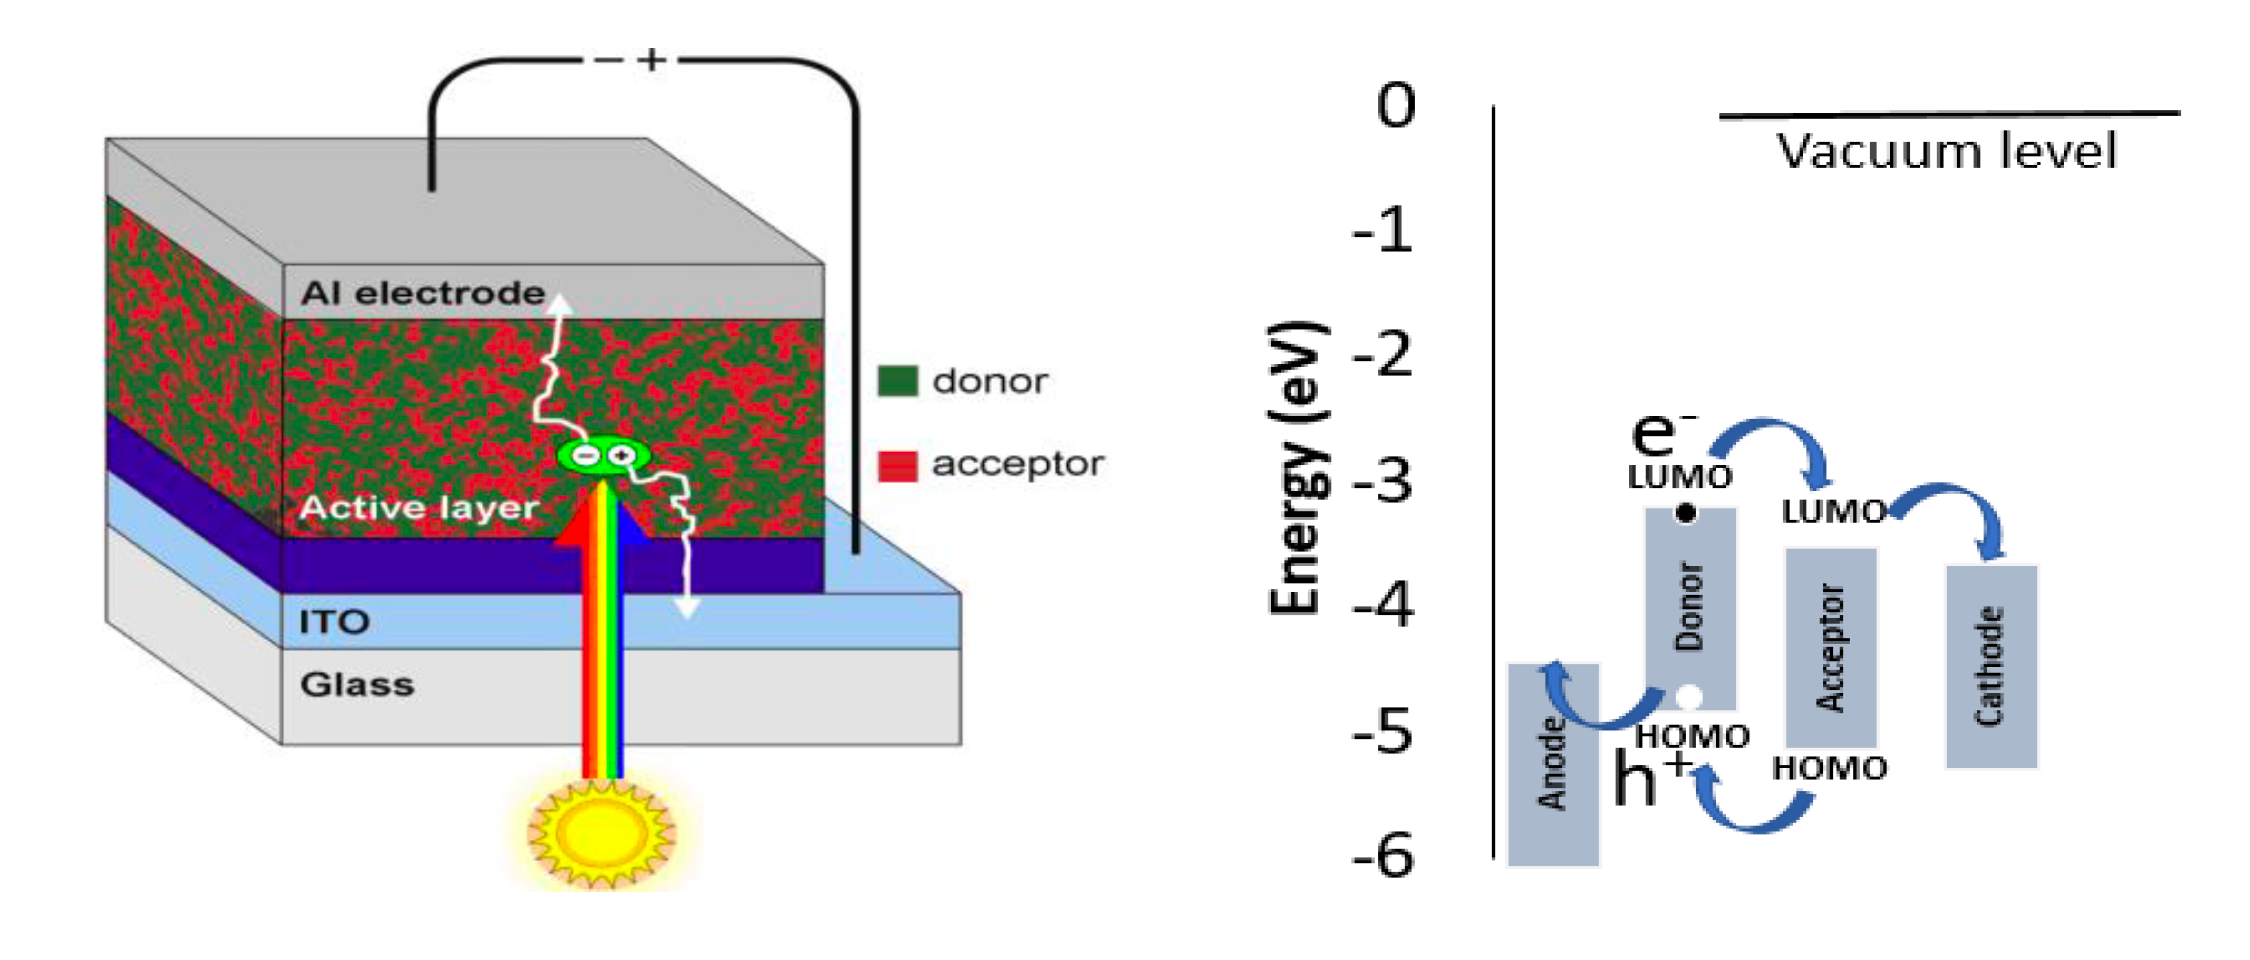 − +
Al electrode
donor
acceptor
Active layer
ITO
Glass
− +
0
-1
-2
-3
-4
-5
-6
Energy (eV)
Vacuum level
e-
LUMO
LUMO
Donor
Acceptor
Cathode
Anode
HOMO
h+
HOMO